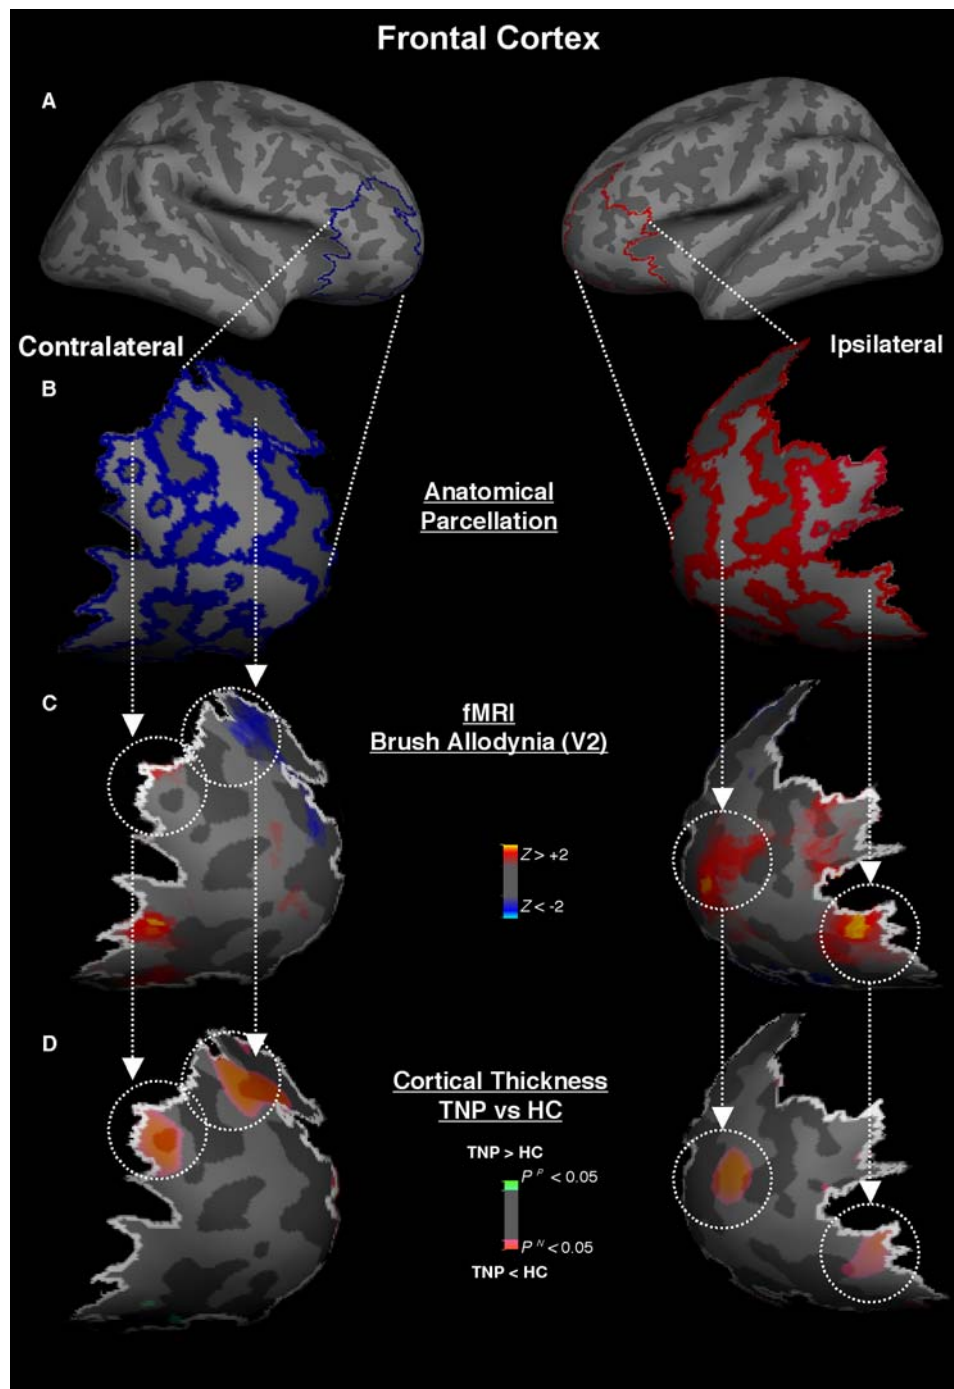 Frontal Cortex
A
Contralateral
Ipsilateral
B
Anatomical
Parcellation
C
fMRI
Brush Allodynia (V2)
Z > +2
Z < -2
D
Cortical Thickness
TNP vs HC
TNP > HC
P P < 0.05
P N < 0.05
TNP < HC